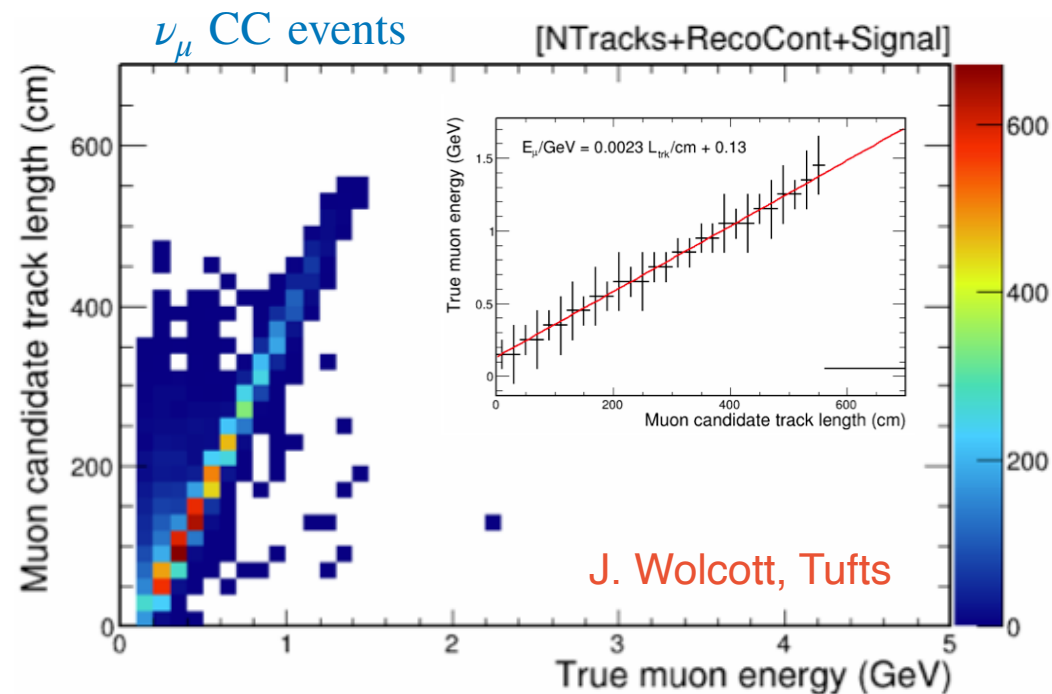 ν_μ CC events
[NTracks+RecoCont+Signal]
Muon candidate track length (cm)
600
400
200
0
0 1 2 3 4 5
True muon energy (GeV)
600
400
200
0
True muon energy (GeV)
1.5
1
0.5
0
E_μ/GeV = 0.0023 L_trk/cm + 0.13
0 200 400 600
Muon candidate track length (cm)
J. Wolcott, Tufts